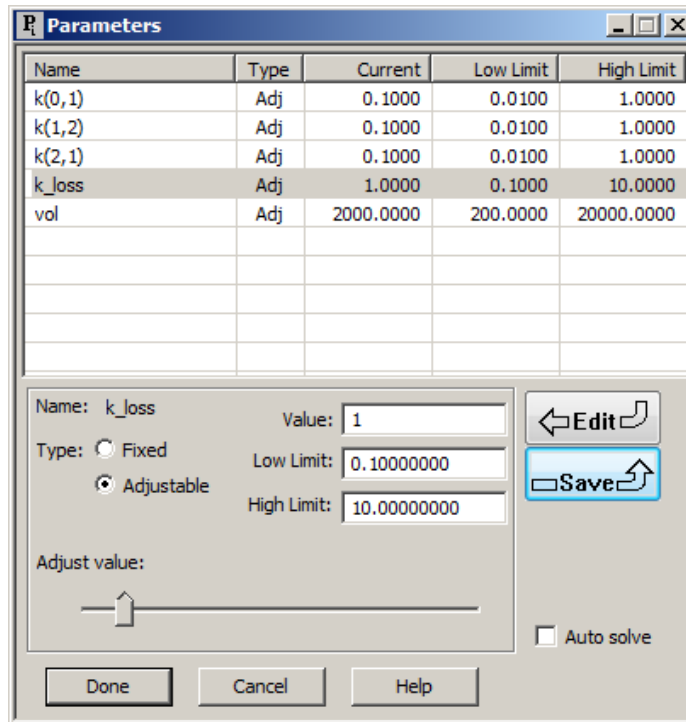 Parameters
Name Type Current Low Limit High Limit
k(0,1) Adj 0.1000 0.0100 1.0000
k(1,2) Adj 0.1000 0.0100 1.0000
k(2,1) Adj 0.1000 0.0100 1.0000
k_loss Adj 1.0000 0.1000 10.0000
vol Adj 2000.0000 200.0000 20000.0000
Name: k_loss Value: 1 Edit
Type: Fixed Low Limit: 0.10000000 Save
Adjustable High Limit: 10.00000000
Adjust value:
Auto solve
Done Cancel Help